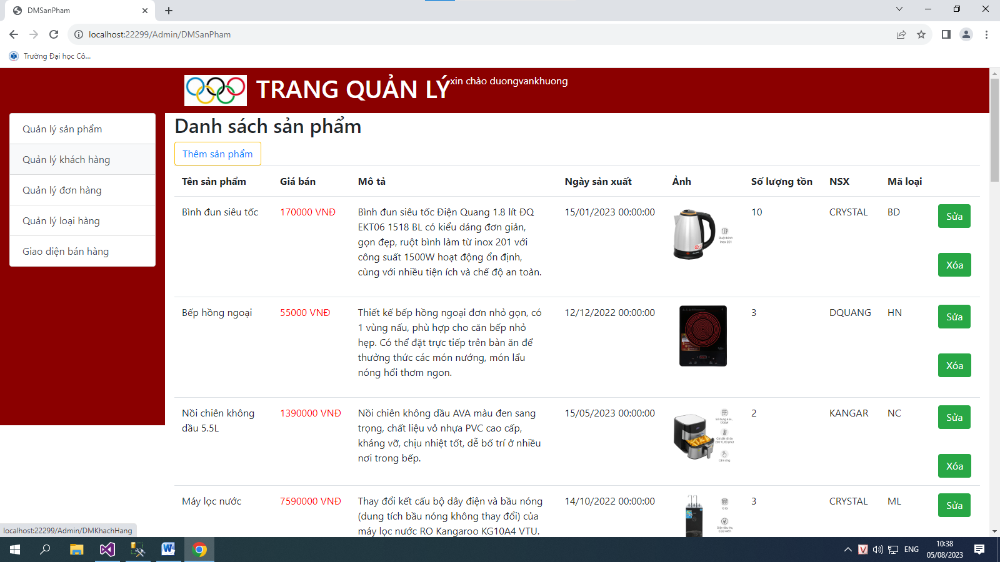 DMSanPham
localhost:22299/Admin/DMSanPham
Trường Đại học Cô...
TRANG QUẢN LÝ
xin chào duongvankhuong
Quản lý sản phẩm
Quản lý khách hàng
Quản lý đơn hàng
Quản lý loại hàng
Giao diện bán hàng
Danh sách sản phẩm
Thêm sản phẩm
Tên sản phẩm Giá bán Mô tả Ngày sản xuất Ảnh Số lượng tồn NSX Mã loại
Bình đun siêu tốc 170000 VNĐ Bình đun siêu tốc Điện Quang 1.8 lít ĐQ 15/01/2023 00:00:00 10 CRYSTAL BD Sửa
EKT06 1518 BL có kiểu dáng đơn giản,
gọn đẹp, ruột bình làm từ inox 201 với
công suất 1500W hoạt động ổn định,
cùng với nhiều tiện ích và chế độ an toàn.
Ruột bình
inox 201
Xóa
Bếp hồng ngoại 55000 VNĐ Thiết kế bếp hồng ngoại đơn nhỏ gọn, có 12/12/2022 00:00:00 3 DQUANG HN Sửa
1 vùng nấu, phù hợp cho căn bếp nhỏ
hẹp. Có thể đặt trực tiếp trên bàn ăn để
thưởng thức các món nướng, món lẩu
nóng hổi thơm ngon.
Xóa
Nồi chiên không 1390000 VNĐ Nồi chiên không dầu AVA màu đen sang 15/05/2023 00:00:00 2 KANGAR NC Sửa
dầu 5.5L trọng, chất liệu vỏ nhựa PVC cao cấp,
kháng vỡ, chịu nhiệt tốt, dễ bố trí ở nhiều
nơi trong bếp.
Cảm ứng
Xóa
Máy lọc nước 7590000 VNĐ Thay đổi kết cấu bộ dây điện và bầu nóng 14/10/2022 00:00:00 3 CRYSTAL ML Sửa
(dung tích bầu nóng không thay đổi) của
máy lọc nước RO Kangaroo KG10A4 VTU.
localhost:22299/Admin/DMKhachHang
ENG
10:38
05/08/2023